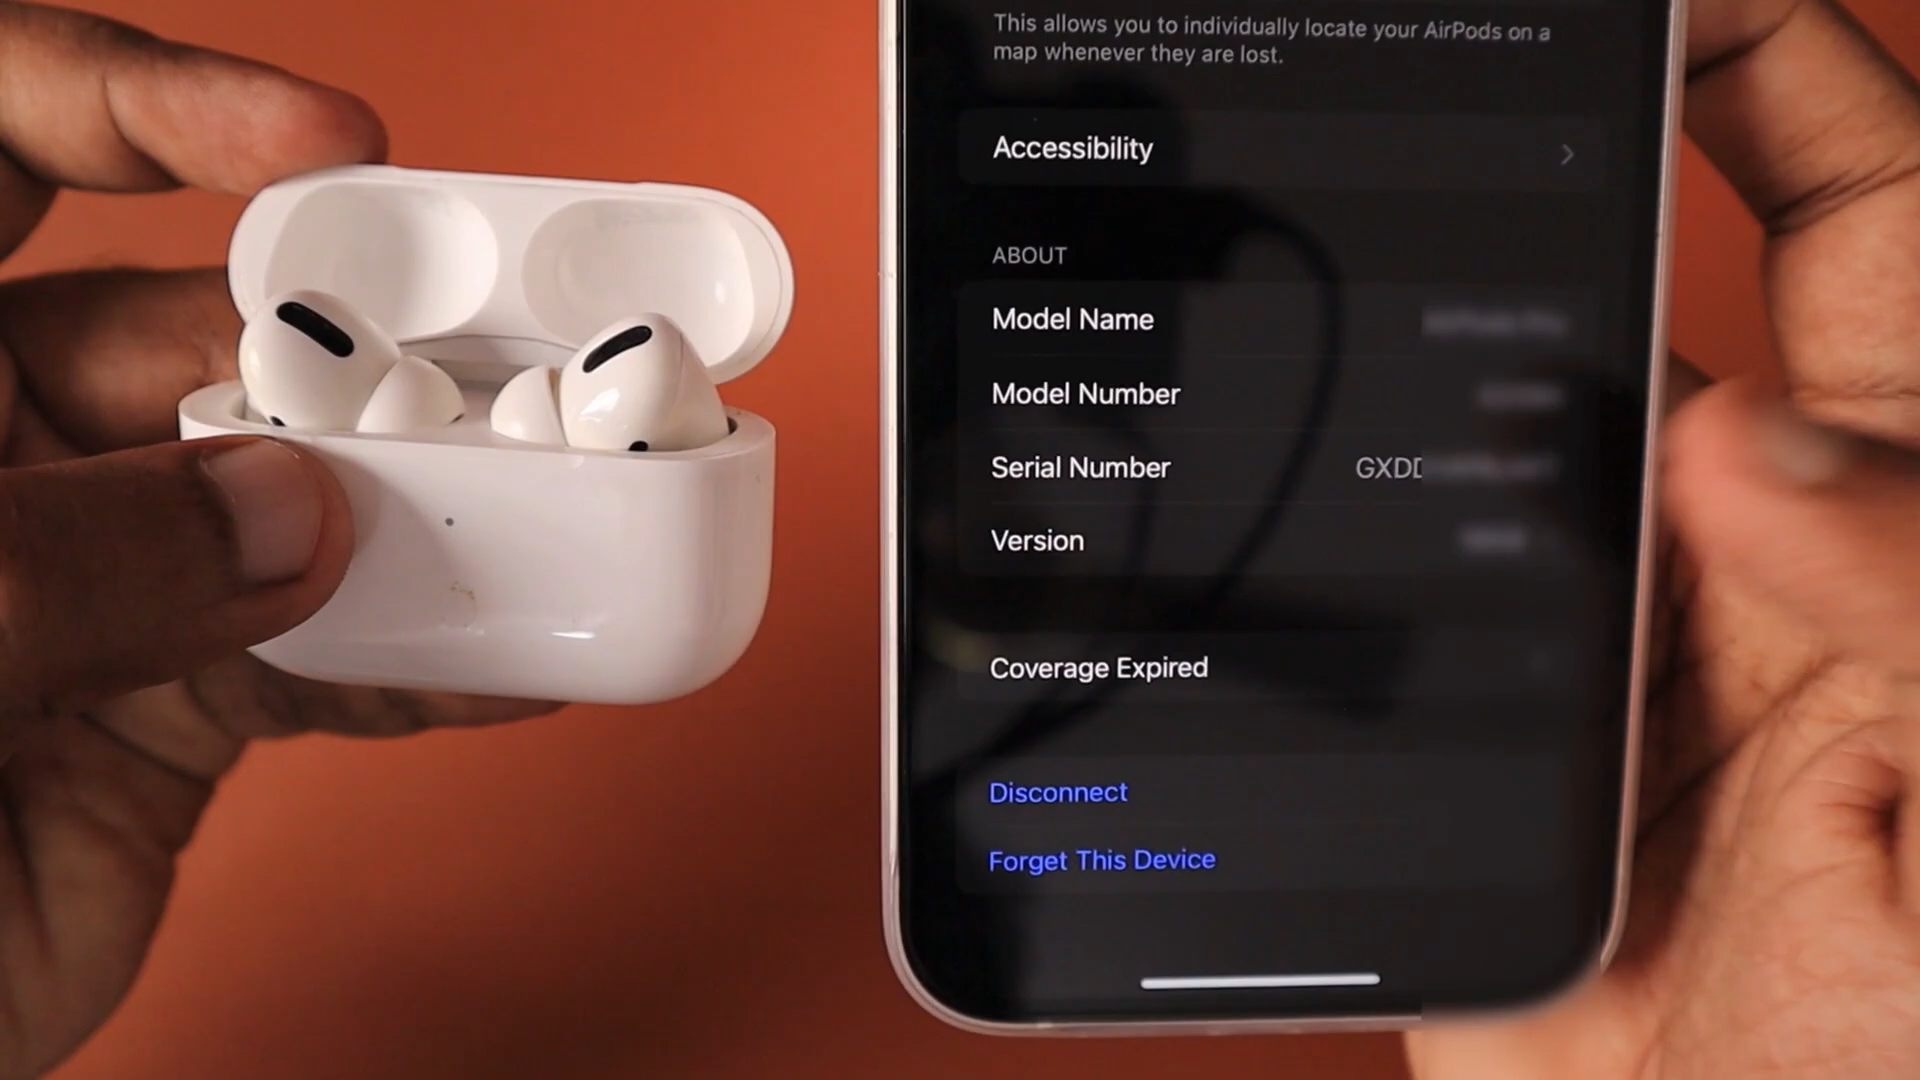 This allows you to individually locate your AirPods on a
map whenever they are lost.
Accessibility
ABOUT
Model Name
Model Number
Serial Number GXDD
Version
Coverage Expired
Disconnect
Forget This Device